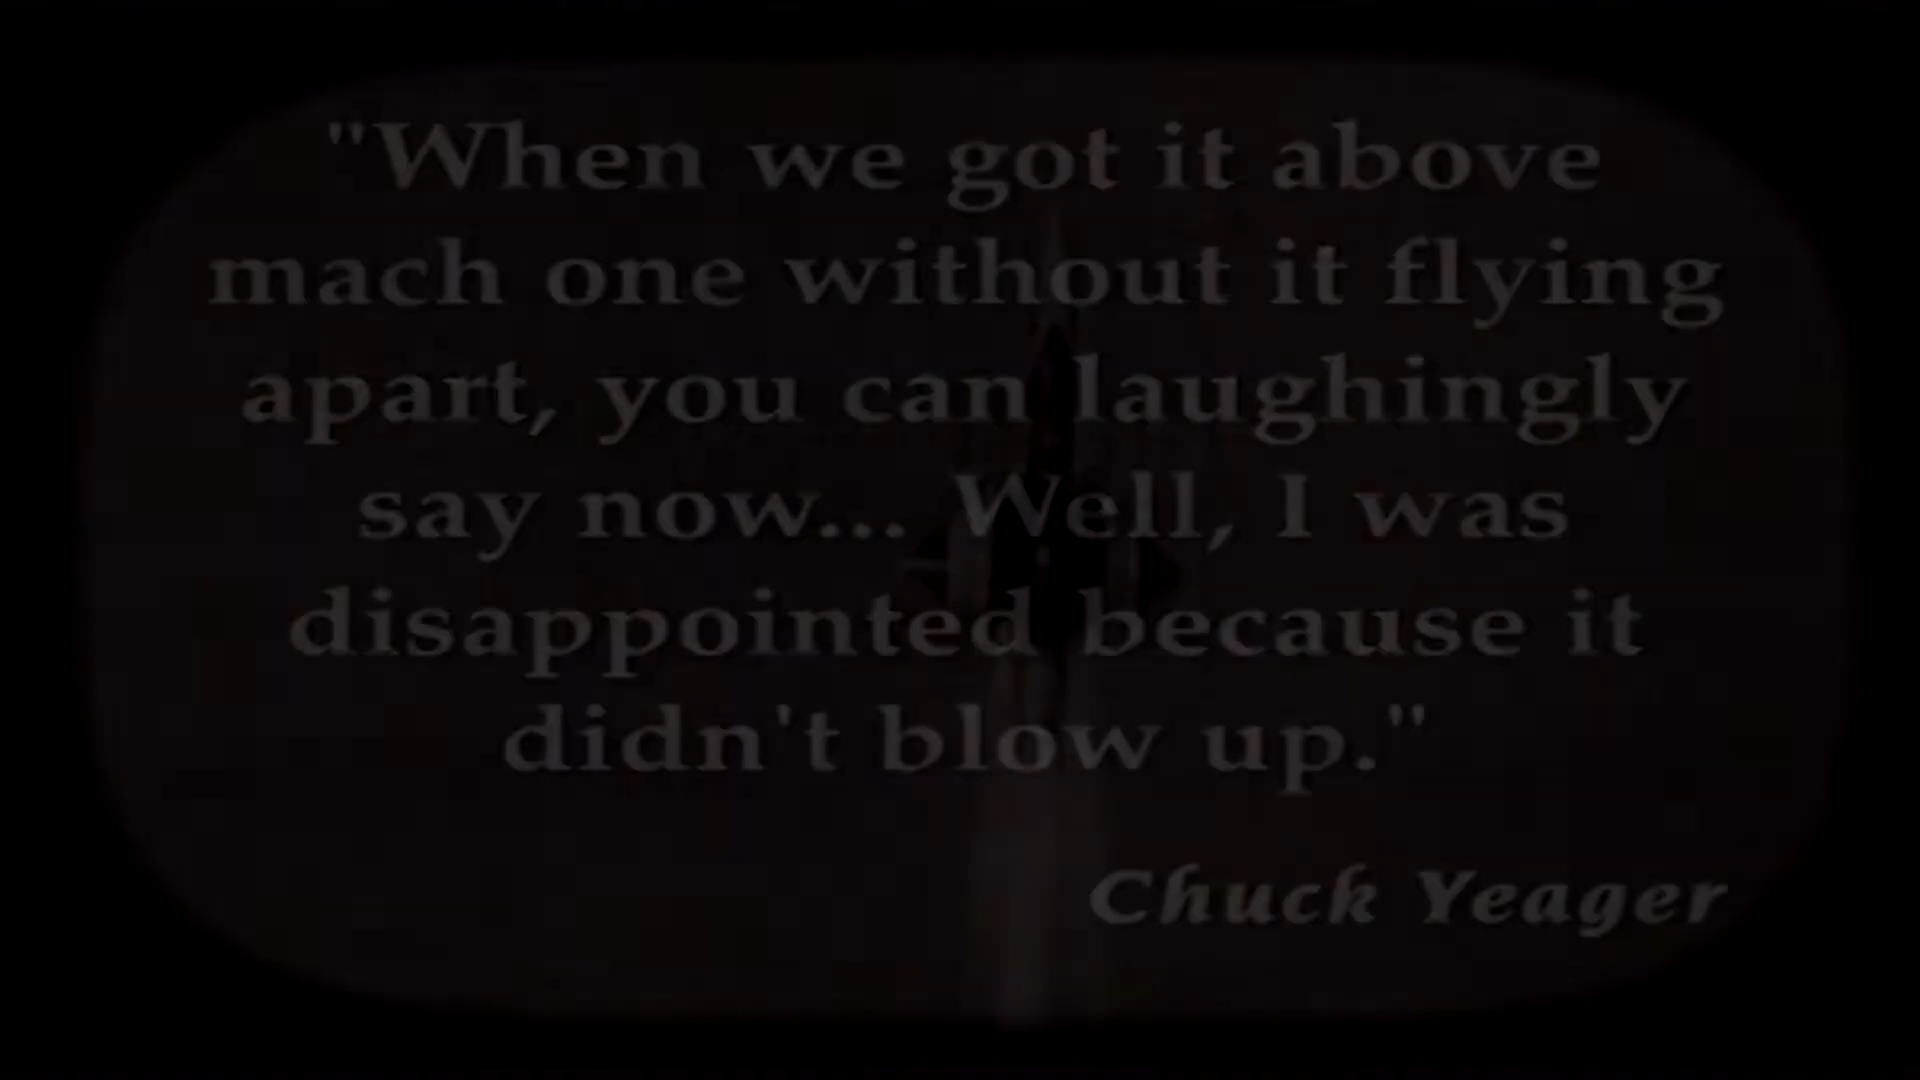 "When we got it above
mach one without it flying
apart, you can laughingly
say now... Well, I was
disappointed because it
didn't blow up."
Chuck Yeager